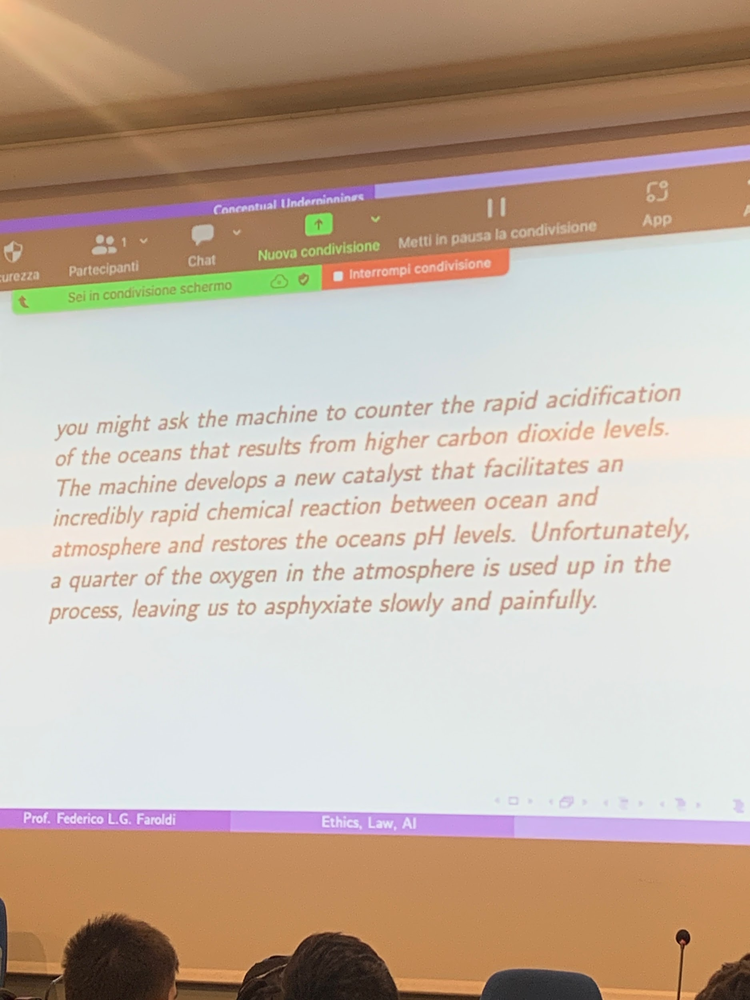 Conceptual Underpinnings
1
Partecipanti
Chat
Nuova condivisione
Metti in pausa la condivisione
App
Sei in condivisione schermo
Interrompi condivisione
you might ask the machine to counter the rapid acidification
of the oceans that results from higher carbon dioxide levels.
The machine develops a new catalyst that facilitates an
incredibly rapid chemical reaction between ocean and
atmosphere and restores the oceans pH levels. Unfortunately,
a quarter of the oxygen in the atmosphere is used up in the
process, leaving us to asphyxiate slowly and painfully.
Prof. Federico L.G. Faroldi
Ethics, Law, AI